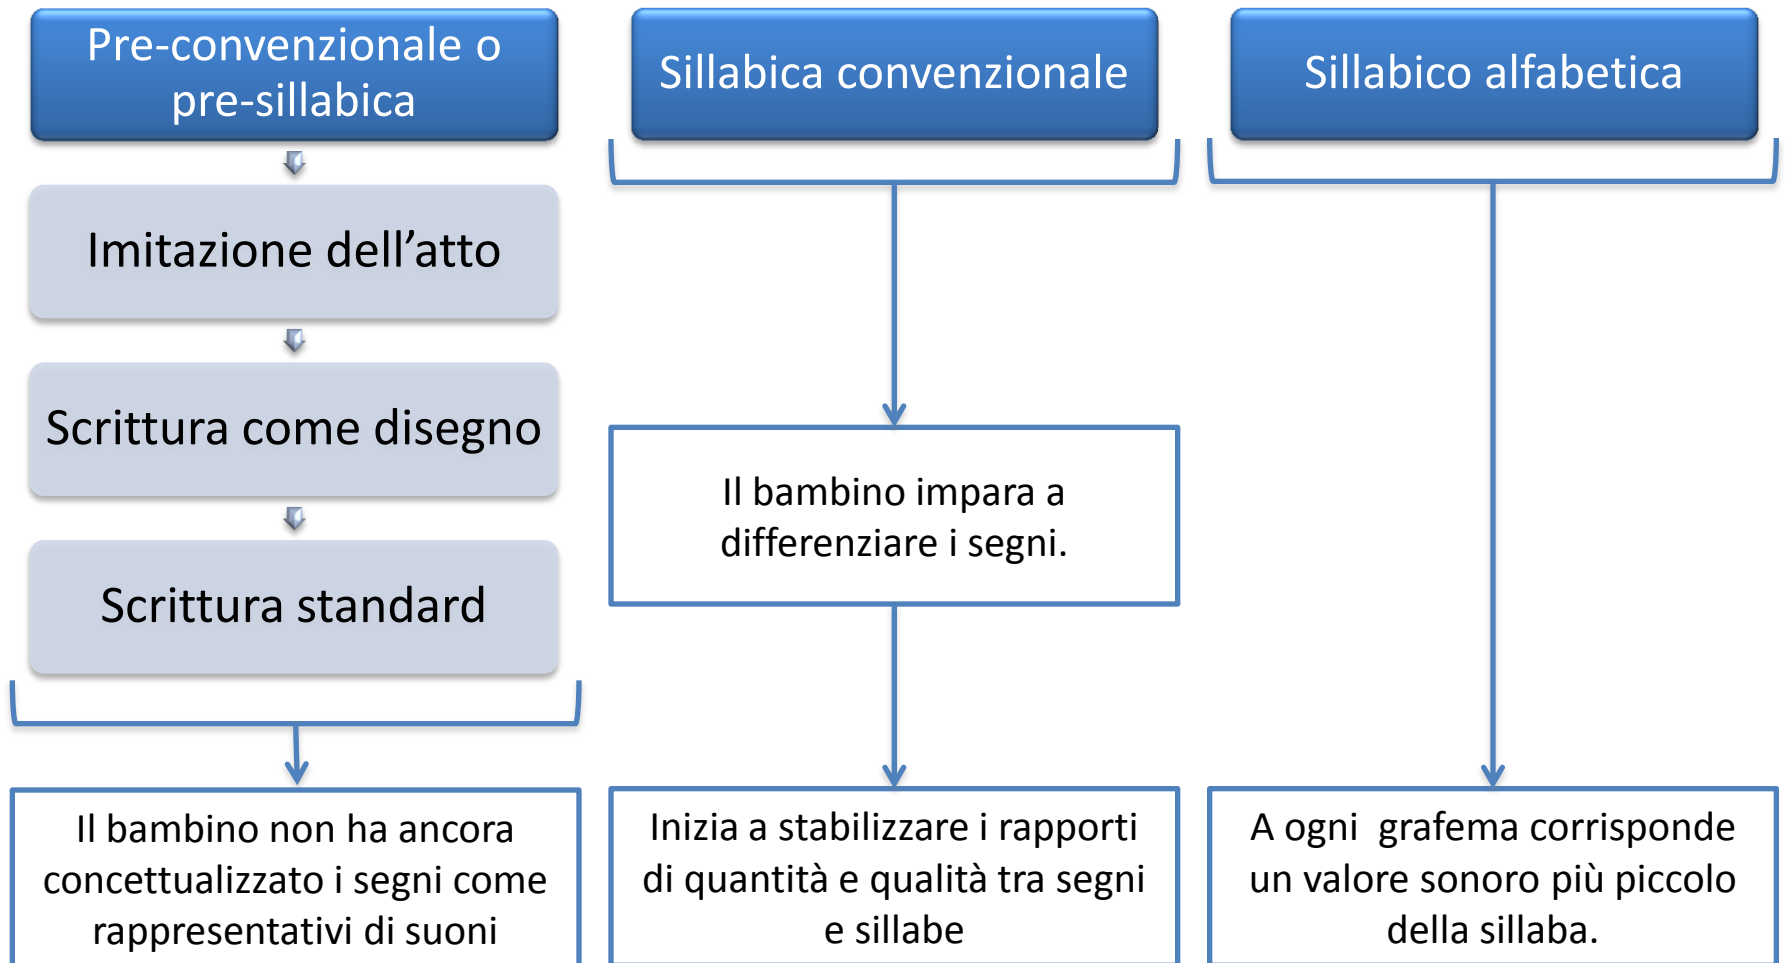 Pre-convenzionale o
pre-sillabica
Imitazione dell’atto
Scrittura come disegno
Scrittura standard
Il bambino non ha ancora
concettualizzato i segni come
rappresentativi di suoni
Sillabica convenzionale
Il bambino impara a
differenziare i segni.
Inizia a stabilizzare i rapporti
di quantità e qualità tra segni
e sillabe
Sillabico alfabetica
A ogni  grafema corrisponde
un valore sonoro più piccolo
della sillaba.